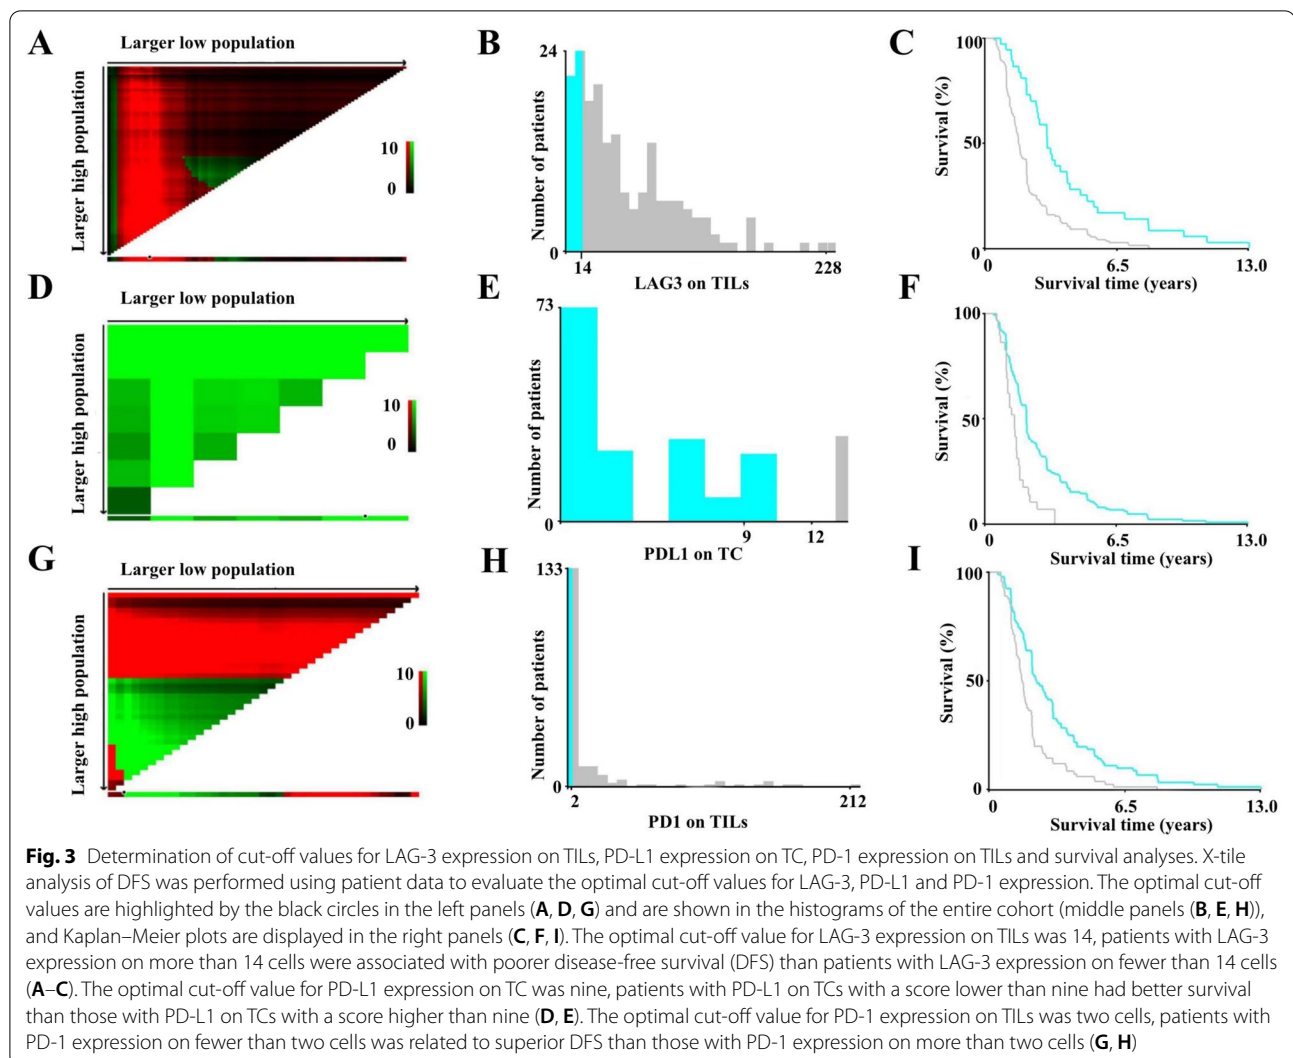 A
Larger low population
Larger high population
10
0
B
24
Number of patients
0
14
228
LAG3 on TILs
C
100
Survival (%)
50
0
0
6.5
13.0
Survival time (years)
D
Larger low population
Larger high population
10
0
E
73
Number of patients
0
9
12
PDL1 on TC
F
100
Survival (%)
50
0
0
6.5
13.0
Survival time (years)
G
Larger low population
Larger high population
10
0
H
133
Number of patients
0
2
212
PD1 on TILs
I
100
Survival (%)
50
0
0
6.5
13.0
Survival time (years)
Fig. 3 Determination of cut-off values for LAG-3 expression on TILs, PD-L1 expression on TC, PD-1 expression on TILs and survival analyses. X-tile
analysis of DFS was performed using patient data to evaluate the optimal cut-off values for LAG-3, PD-L1 and PD-1 expression. The optimal cut-off
values are highlighted by the black circles in the left panels (A, D, G) and are shown in the histograms of the entire cohort (middle panels (B, E, H)),
and Kaplan–Meier plots are displayed in the right panels (C, F, I). The optimal cut-off value for LAG-3 expression on TILs was 14, patients with LAG-3
expression on more than 14 cells were associated with poorer disease-free survival (DFS) than patients with LAG-3 expression on fewer than 14 cells
(A–C). The optimal cut-off value for PD-L1 expression on TC was nine, patients with PD-L1 on TCs with a score lower than nine had better survival
than those with PD-L1 on TCs with a score higher than nine (D, E). The optimal cut-off value for PD-1 expression on TILs was two cells, patients with
PD-1 expression on fewer than two cells was related to superior DFS than those with PD-1 expression on more than two cells (G, H)